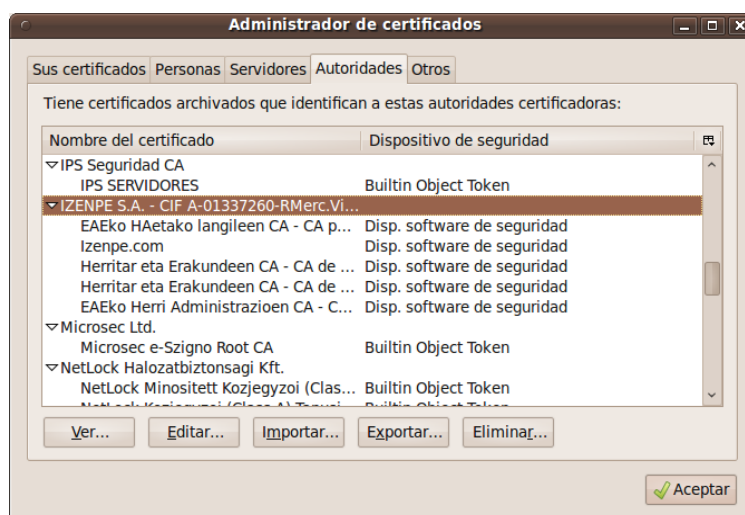 Administrador de certificados
Sus certificados Personas Servidores Autoridades Otros
Tiene certificados archivados que identifican a estas autoridades certificadoras:
Nombre del certificado Dispositivo de seguridad
IPS Seguridad CA
IPS SERVIDORES Builtin Object Token
IZENPE S.A. - CIF A-01337260-RMerc.Vi...
EAEko HAetako langileen CA - CA p... Disp. software de seguridad
Izenpe.com Disp. software de seguridad
Herritar eta Erakundeen CA - CA de ... Disp. software de seguridad
Herritar eta Erakundeen CA - CA de ... Disp. software de seguridad
EAEko Herri Administrazioen CA - C... Disp. software de seguridad
Microsec Ltd.
Microsec e-Szigno Root CA Builtin Object Token
NetLock Halozatbiztonsagi Kft.
NetLock Minositett Kozjegyzoi (Clas... Builtin Object Token
Ver... Editar... Importar... Exportar... Eliminar...
Aceptar